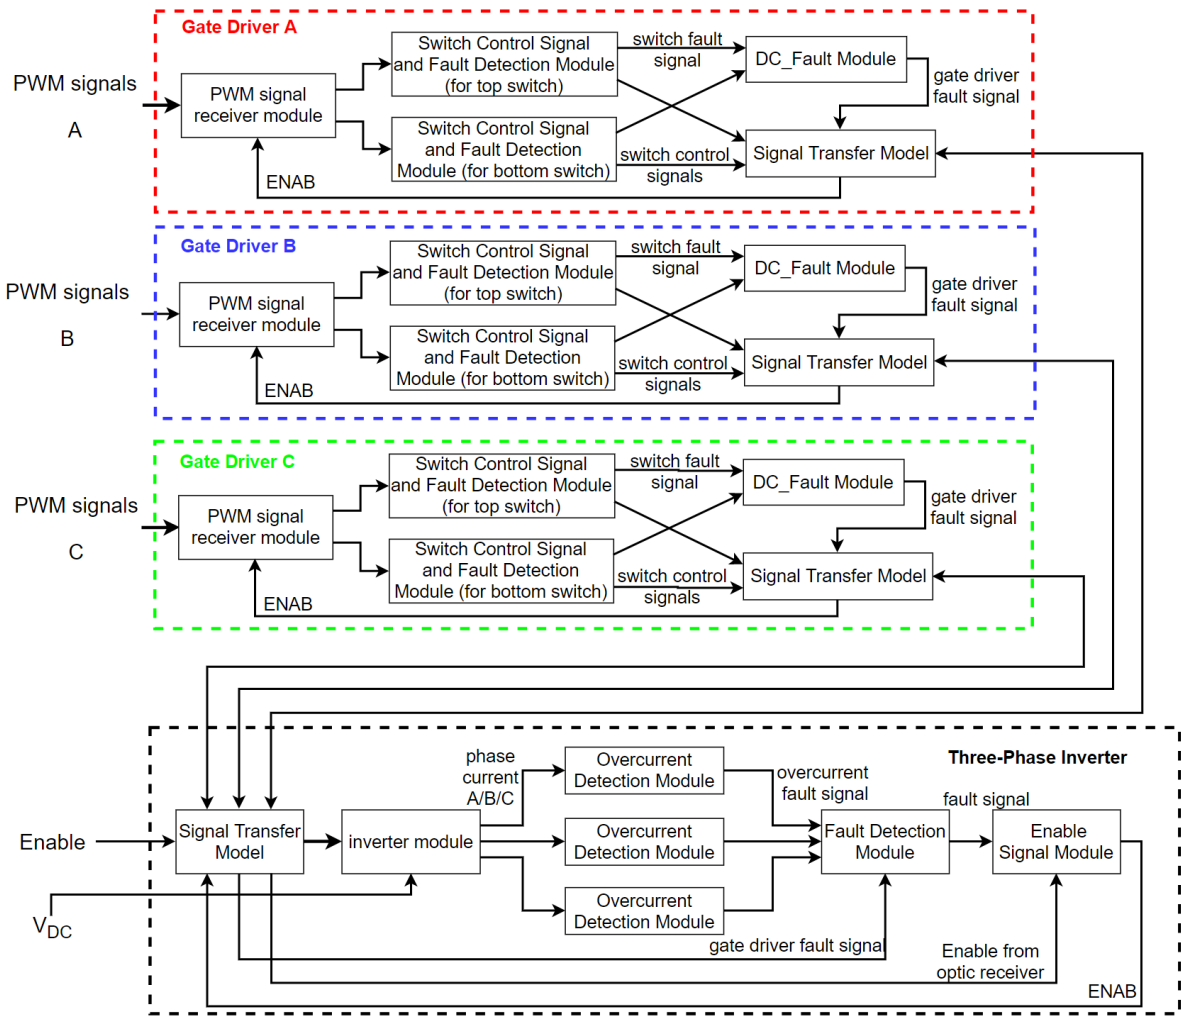 Gate Driver A
PWM signals
A
PWM signal
receiver module
Switch Control Signal
and Fault Detection Module
(for top switch)
Switch Control Signal
and Fault Detection
Module (for bottom switch)
switch fault
signal
DC_Fault Module
gate driver
fault signal
switch control
signals
Signal Transfer Model
ENAB
Gate Driver B
PWM signals
B
PWM signal
receiver module
Switch Control Signal
and Fault Detection Module
(for top switch)
Switch Control Signal
and Fault Detection
Module (for bottom switch)
switch fault
signal
DC_Fault Module
gate driver
fault signal
switch control
signals
Signal Transfer Model
ENAB
Gate Driver C
PWM signals
C
PWM signal
receiver module
Switch Control Signal
and Fault Detection Module
(for top switch)
Switch Control Signal
and Fault Detection
Module (for bottom switch)
switch fault
signal
DC_Fault Module
gate driver
fault signal
switch control
signals
Signal Transfer Model
ENAB
Three-Phase Inverter
Enable
VDC
Signal Transfer
Model
inverter module
phase
current
A/B/C
Overcurrent
Detection Module
Overcurrent
Detection Module
Overcurrent
Detection Module
overcurrent
fault signal
Fault Detection
Module
fault signal
Enable
Signal Module
gate driver fault signal
Enable from
optic receiver
ENAB